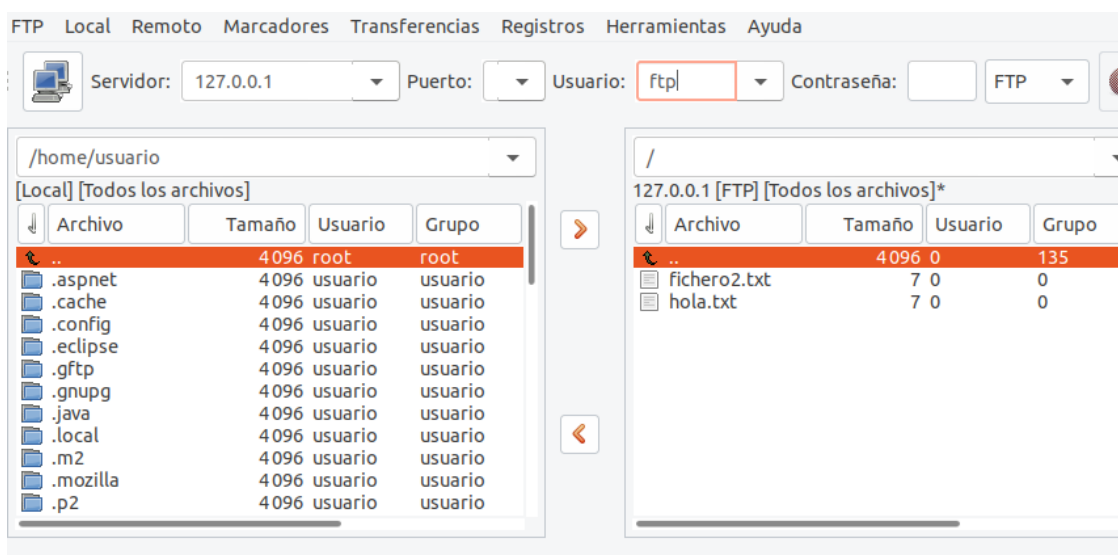 FTP Local Remoto Marcadores Transferencias Registros Herramientas Ayuda
Servidor: 127.0.0.1 Puerto: Usuario: ftp Contraseña: FTP
/home/usuario
[Local] [Todos los archivos]
Archivo Tamaño Usuario Grupo
.. 4096 root root
.aspnet 4096 usuario usuario
.cache 4096 usuario usuario
.config 4096 usuario usuario
.eclipse 4096 usuario usuario
.gftp 4096 usuario usuario
.gnupg 4096 usuario usuario
.java 4096 usuario usuario
.local 4096 usuario usuario
.m2 4096 usuario usuario
.mozilla 4096 usuario usuario
.p2 4096 usuario usuario
/
127.0.0.1 [FTP] [Todos los archivos]*
Archivo Tamaño Usuario Grupo
.. 4096 0 135
fichero2.txt 7 0 0
hola.txt 7 0 0